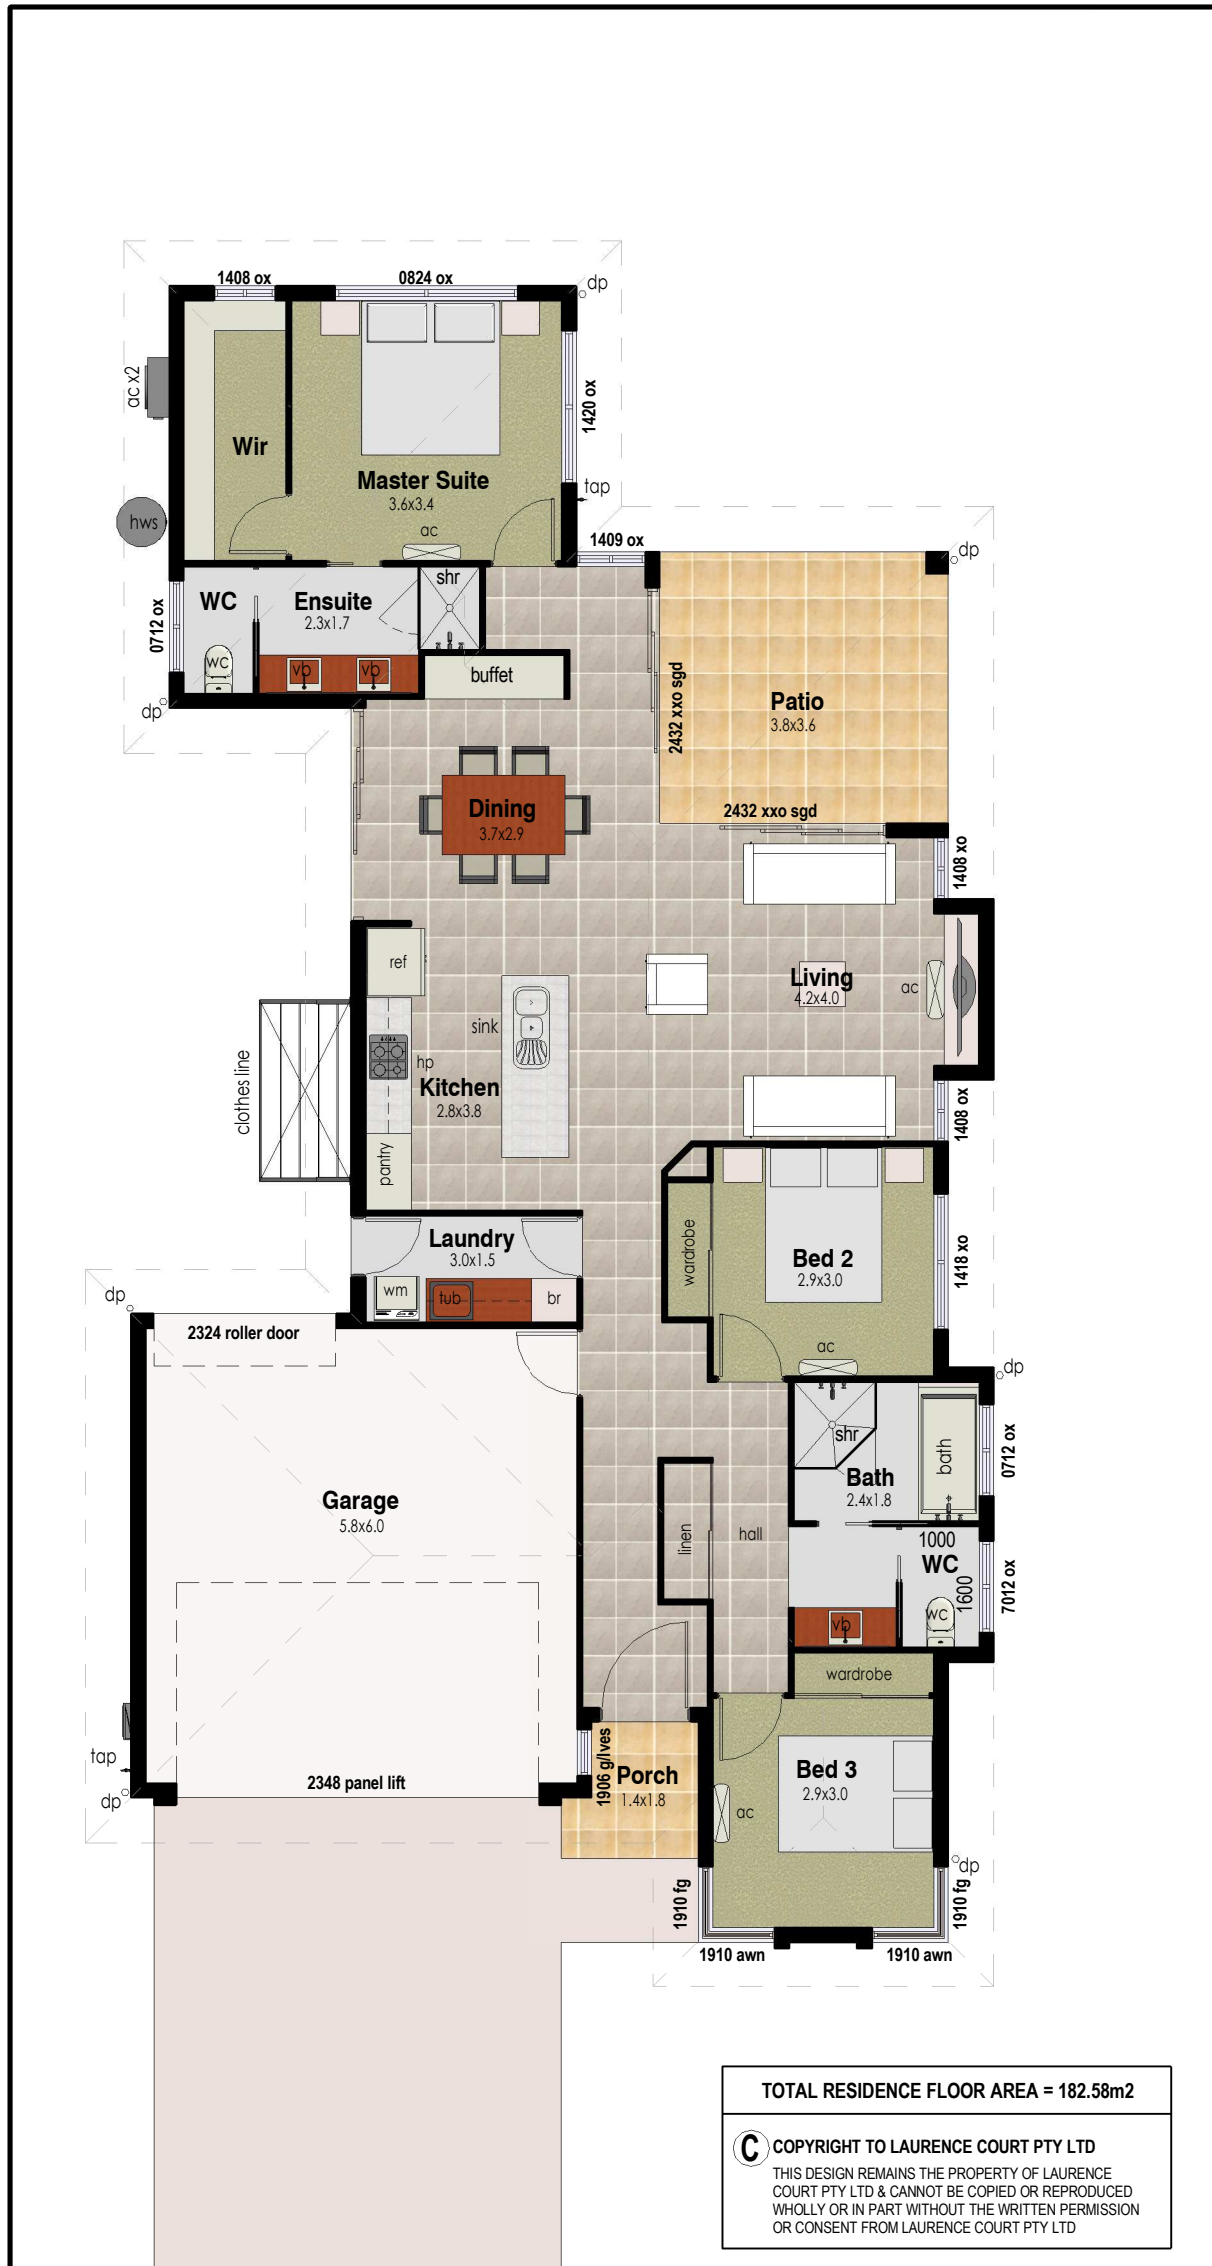 1408 ox
0824 ox
dp
ac x2
1420 ox
Wir
Master Suite
3.6x3.4
tap
hws
ac
1409 ox
dp
shr
WC
Ensuite
2.3x1.7
0712 ox
wc
vb
vb
buffet
dp
2432 xxo sgd
Patio
3.8x3.6
Dining
3.7x2.9
2432 xxo sgd
1408 xo
ref
Living
4.2x4.0
ac
sink
hp
Kitchen
2.8x3.8
clothes line
1408 ox
pantry
Laundry
3.0x1.5
wardrobe
Bed 2
2.9x3.0
1418 xo
wm
tub
br
dp
2324 roller door
ac
dp
shr
bath
0712 ox
Bath
2.4x1.8
Garage
5.8x6.0
linen
hall
1000
WC
1600
7012 ox
wc
vb
wardrobe
tap
2348 panel lift
dp
1906 g/lves
Porch
1.4x1.8
Bed 3
2.9x3.0
ac
dp
1910 fg
1910 fg
1910 awn
1910 awn
TOTAL RESIDENCE FLOOR AREA = 182.58m2
C COPYRIGHT TO LAURENCE COURT PTY LTD
THIS DESIGN REMAINS THE PROPERTY OF LAURENCE
COURT PTY LTD & CANNOT BE COPIED OR REPRODUCED
WHOLLY OR IN PART WITHOUT THE WRITTEN PERMISSION
OR CONSENT FROM LAURENCE COURT PTY LTD